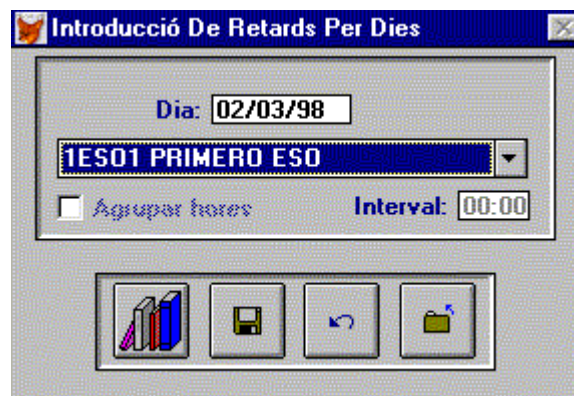 Introducció De Retards Per Dies
Dia: 02/03/98
1ESO1 PRIMERO ESO
Agrupar hores Interval: 00:00